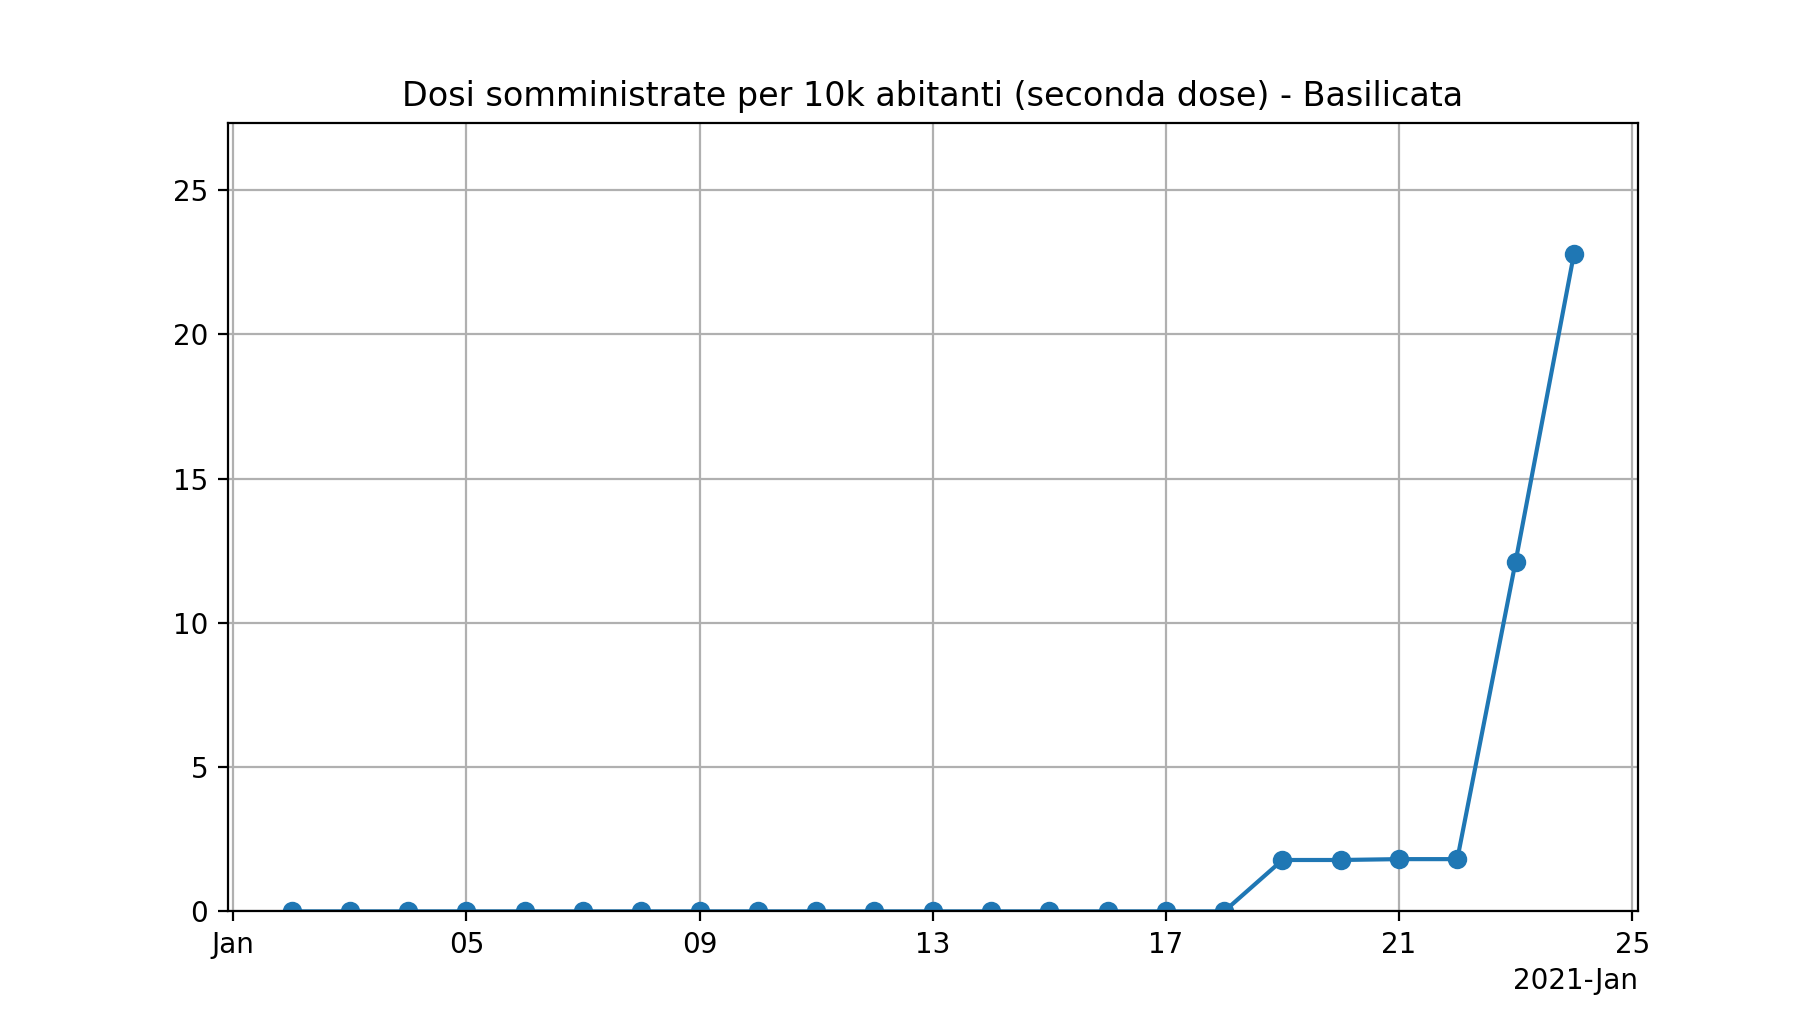 Dosi somministrate per 10k abitanti (seconda dose) - Basilicata
25
20
15
10
5
0
Jan 05 09 13 17 21 25
2021-Jan